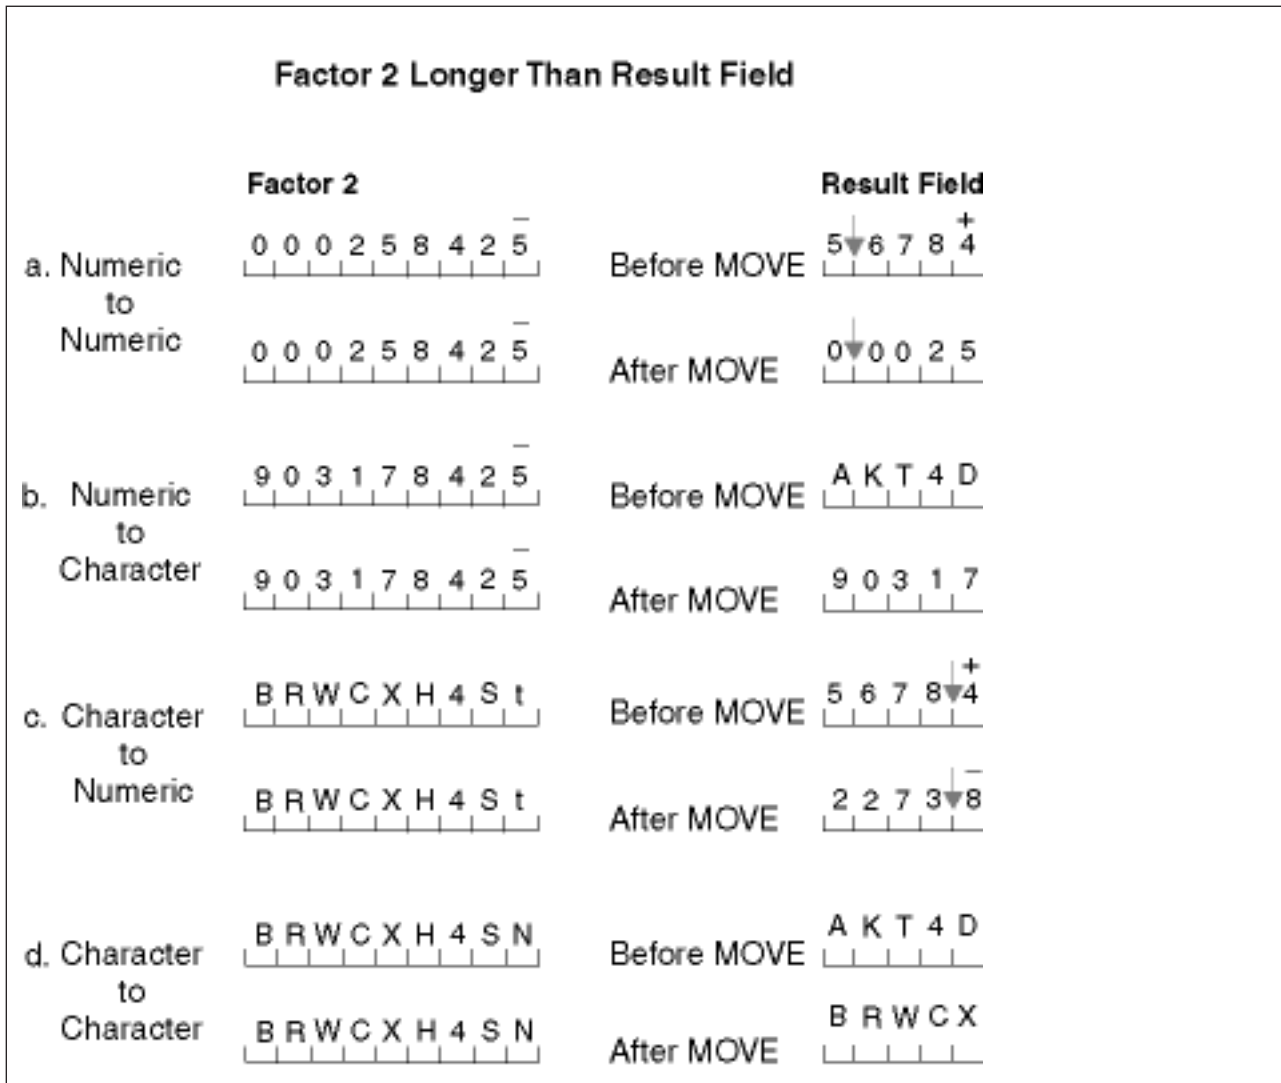 Factor 2 Longer Than Result Field
Factor 2 Result Field
a. Numeric to Numeric
0 0 0 2 5 8 4 2 5 −
Before MOVE
5 6 7 8 4 +
0 0 0 2 5 8 4 2 5 −
After MOVE
0 0 0 2 5
b. Numeric to Character
9 0 3 1 7 8 4 2 5 −
Before MOVE
A K T 4 D
9 0 3 1 7 8 4 2 5 −
After MOVE
9 0 3 1 7
c. Character to Numeric
B R W C X H 4 S t
Before MOVE
5 6 7 8 4 +
B R W C X H 4 S t
After MOVE
2 2 7 3 8 −
d. Character to Character
B R W C X H 4 S N
Before MOVE
A K T 4 D
B R W C X H 4 S N
After MOVE
B R W C X